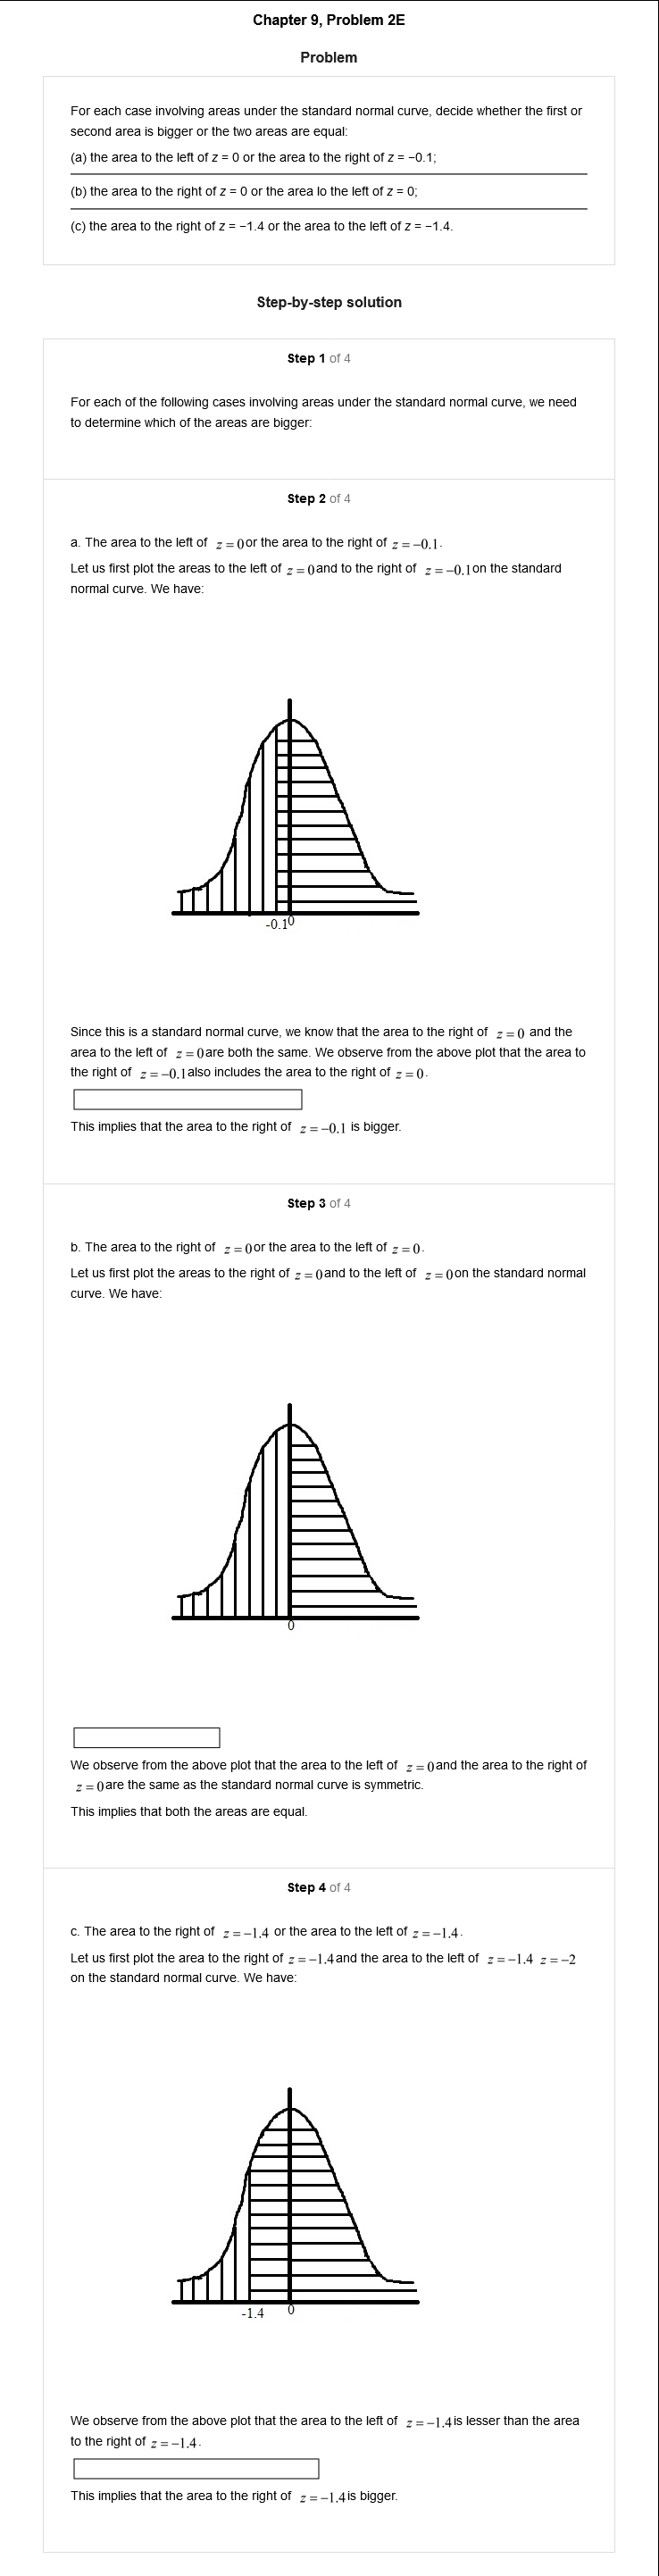 Chapter 9, Problem 2E
Problem
For each case involving areas under the standard normal curve, decide whether the first or
second area is bigger or the two areas are equal:
(a) the area to the left of z = 0 or the area to the right of z = −0.1;
(b) the area to the right of z = 0 or the area lo the left of z = 0;
(c) the area to the right of z = −1.4 or the area to the left of z = −1.4.
Step-by-step solution
Step 1 of 4
For each of the following cases involving areas under the standard normal curve, we need
to determine which of the areas are bigger:
Step 2 of 4
a. The area to the left of z = 0 or the area to the right of z = −0.1.
Let us first plot the areas to the left of z = 0 and to the right of z = −0.1 on the standard
normal curve. We have:
-0.1 0
Since this is a standard normal curve, we know that the area to the right of z = 0 and the
area to the left of z = 0 are both the same. We observe from the above plot that the area to
the right of z = −0.1 also includes the area to the right of z = 0.
This implies that the area to the right of z = −0.1 is bigger.
Step 3 of 4
b. The area to the right of z = 0 or the area to the left of z = 0.
Let us first plot the areas to the right of z = 0 and to the left of z = 0 on the standard normal
curve. We have:
0
We observe from the above plot that the area to the left of z = 0 and the area to the right of
z = 0 are the same as the standard normal curve is symmetric.
This implies that both the areas are equal.
Step 4 of 4
c. The area to the right of z = −1.4 or the area to the left of z = −1.4.
Let us first plot the area to the right of z = −1.4 and the area to the left of z = −1.4 z = −2
on the standard normal curve. We have:
-1.4 0
We observe from the above plot that the area to the left of z = −1.4 is lesser than the area
to the right of z = −1.4.
This implies that the area to the right of z = −1.4 is bigger.